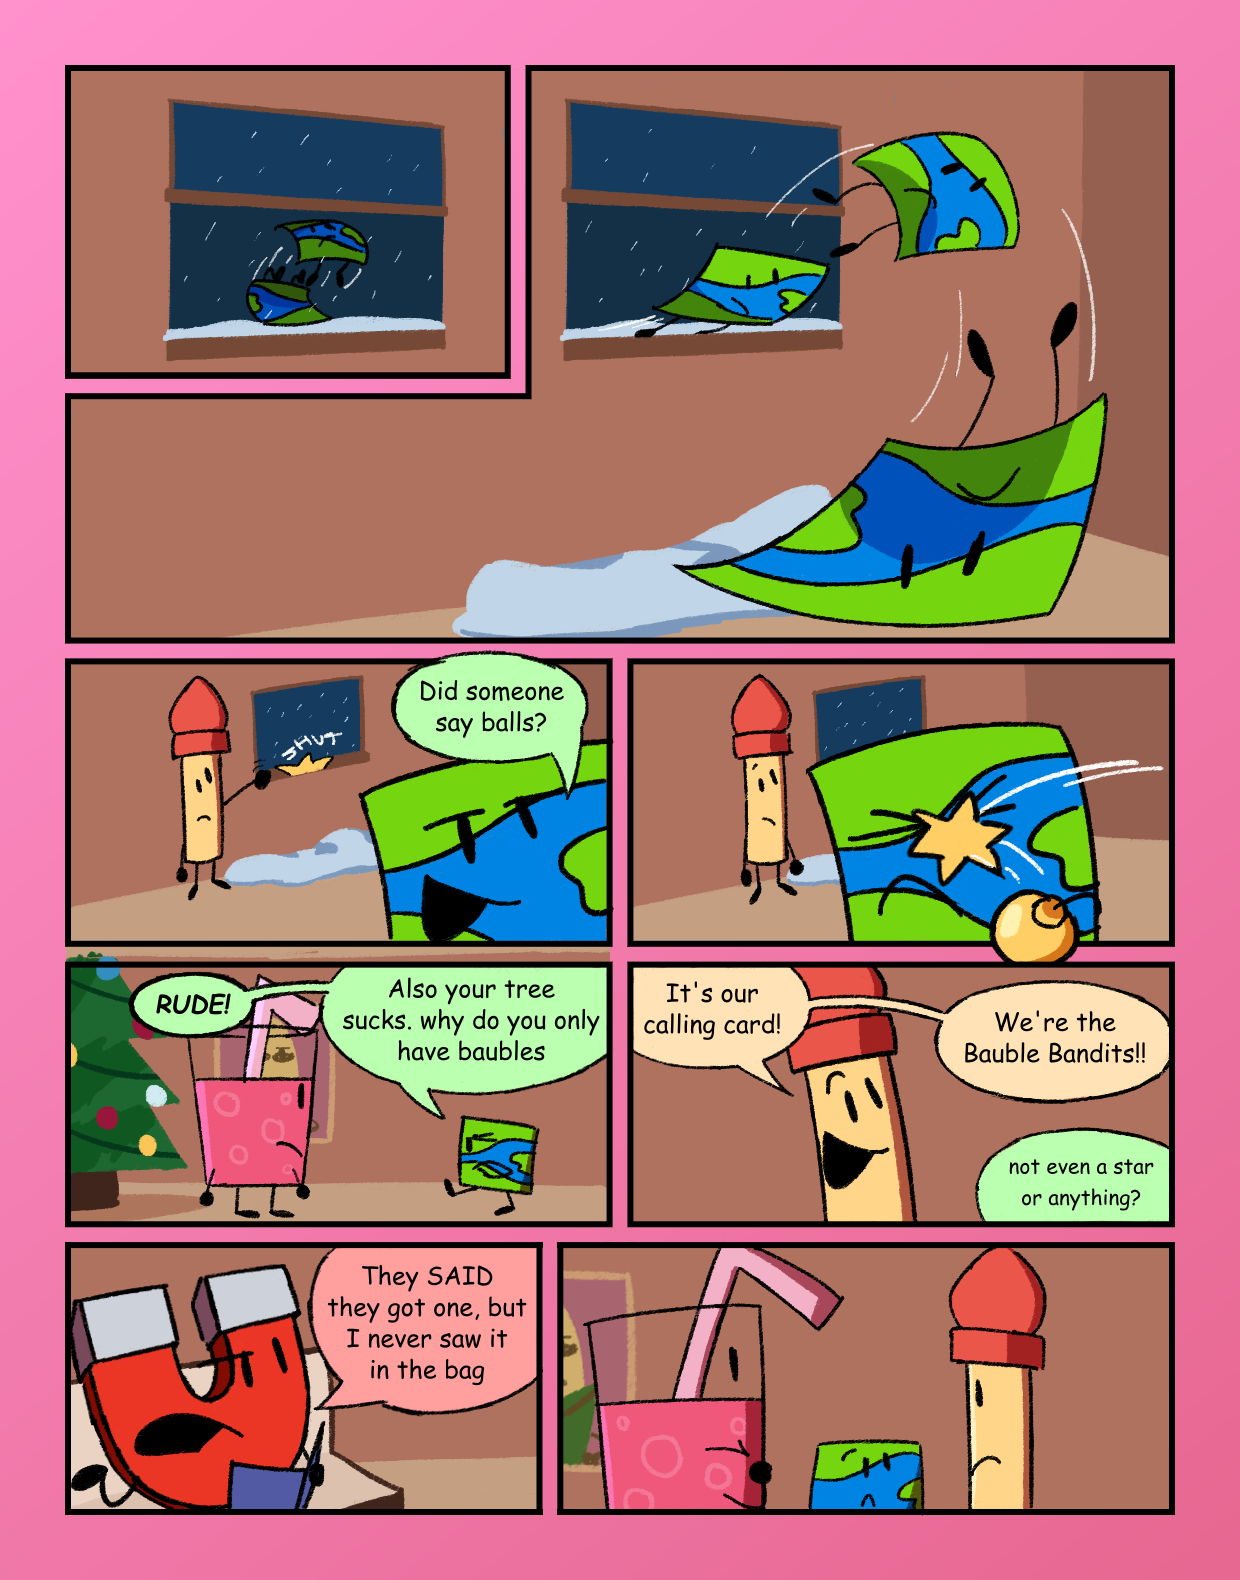 SHUT
Did someone
say balls?
RUDE!
Also your tree
sucks. why do you only
have baubles
It's our
calling card!
We're the
Bauble Bandits!!
not even a star
or anything?
They SAID
they got one, but
I never saw it
in the bag